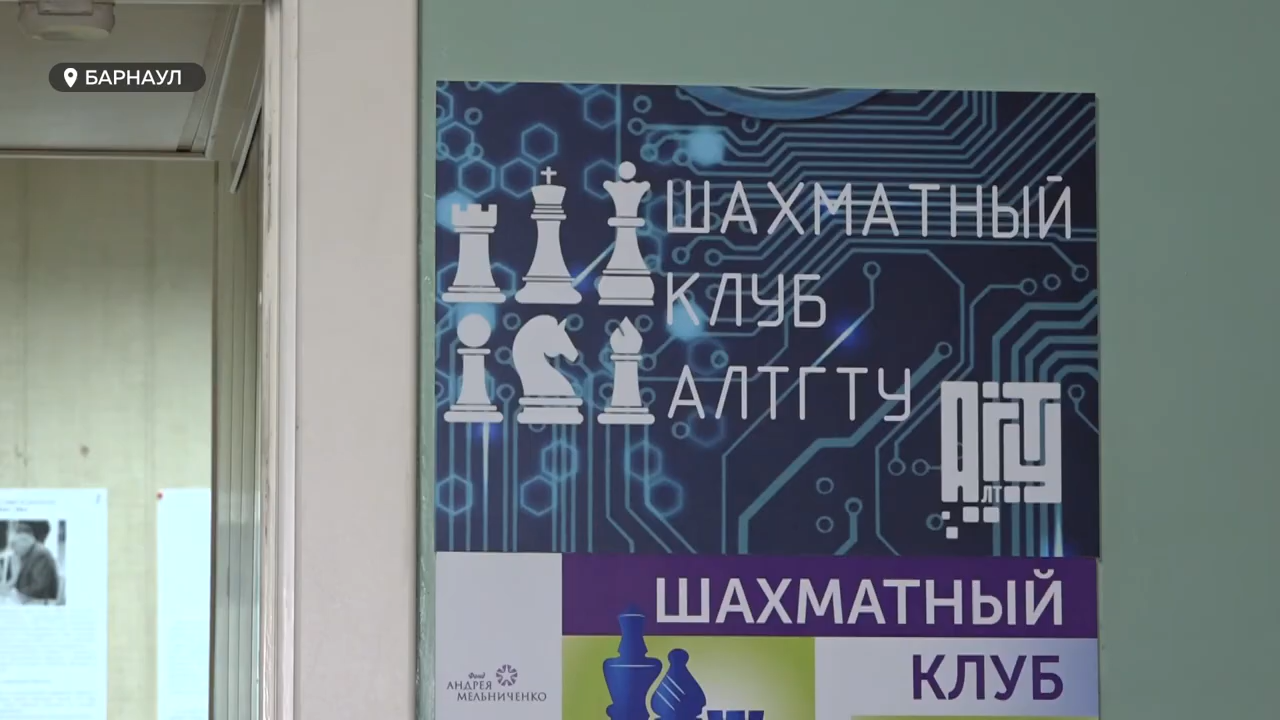 БАРНАУЛ
ШАХМАТНЫЙ
КЛУБ
АЛТГТУ
АлтГТУ
ШАХМАТНЫЙ
КЛУБ
Фонд
АНДРЕЯ
МЕЛЬНИЧЕНКО